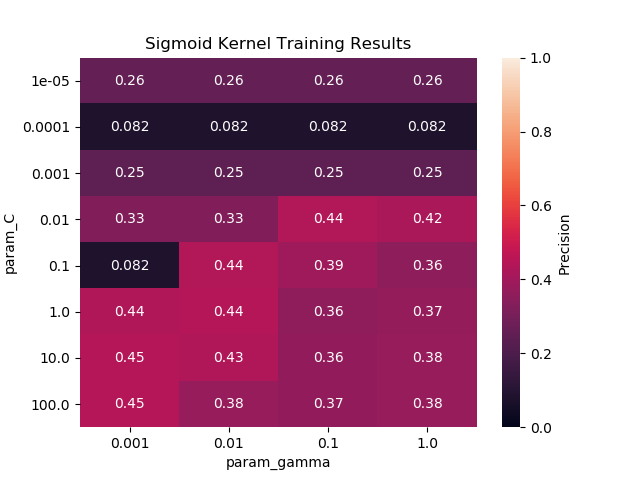 Sigmoid Kernel Training Results
1e-05 0.26 0.26 0.26 0.26
0.0001 0.082 0.082 0.082 0.082
0.001 0.25 0.25 0.25 0.25
0.01 0.33 0.33 0.44 0.42
0.1 0.082 0.44 0.39 0.36
1.0 0.44 0.44 0.36 0.37
10.0 0.45 0.43 0.36 0.38
100.0 0.45 0.38 0.37 0.38
param_C
0.001 0.01 0.1 1.0
param_gamma
1.0
0.8
0.6
0.4
0.2
0.0
Precision